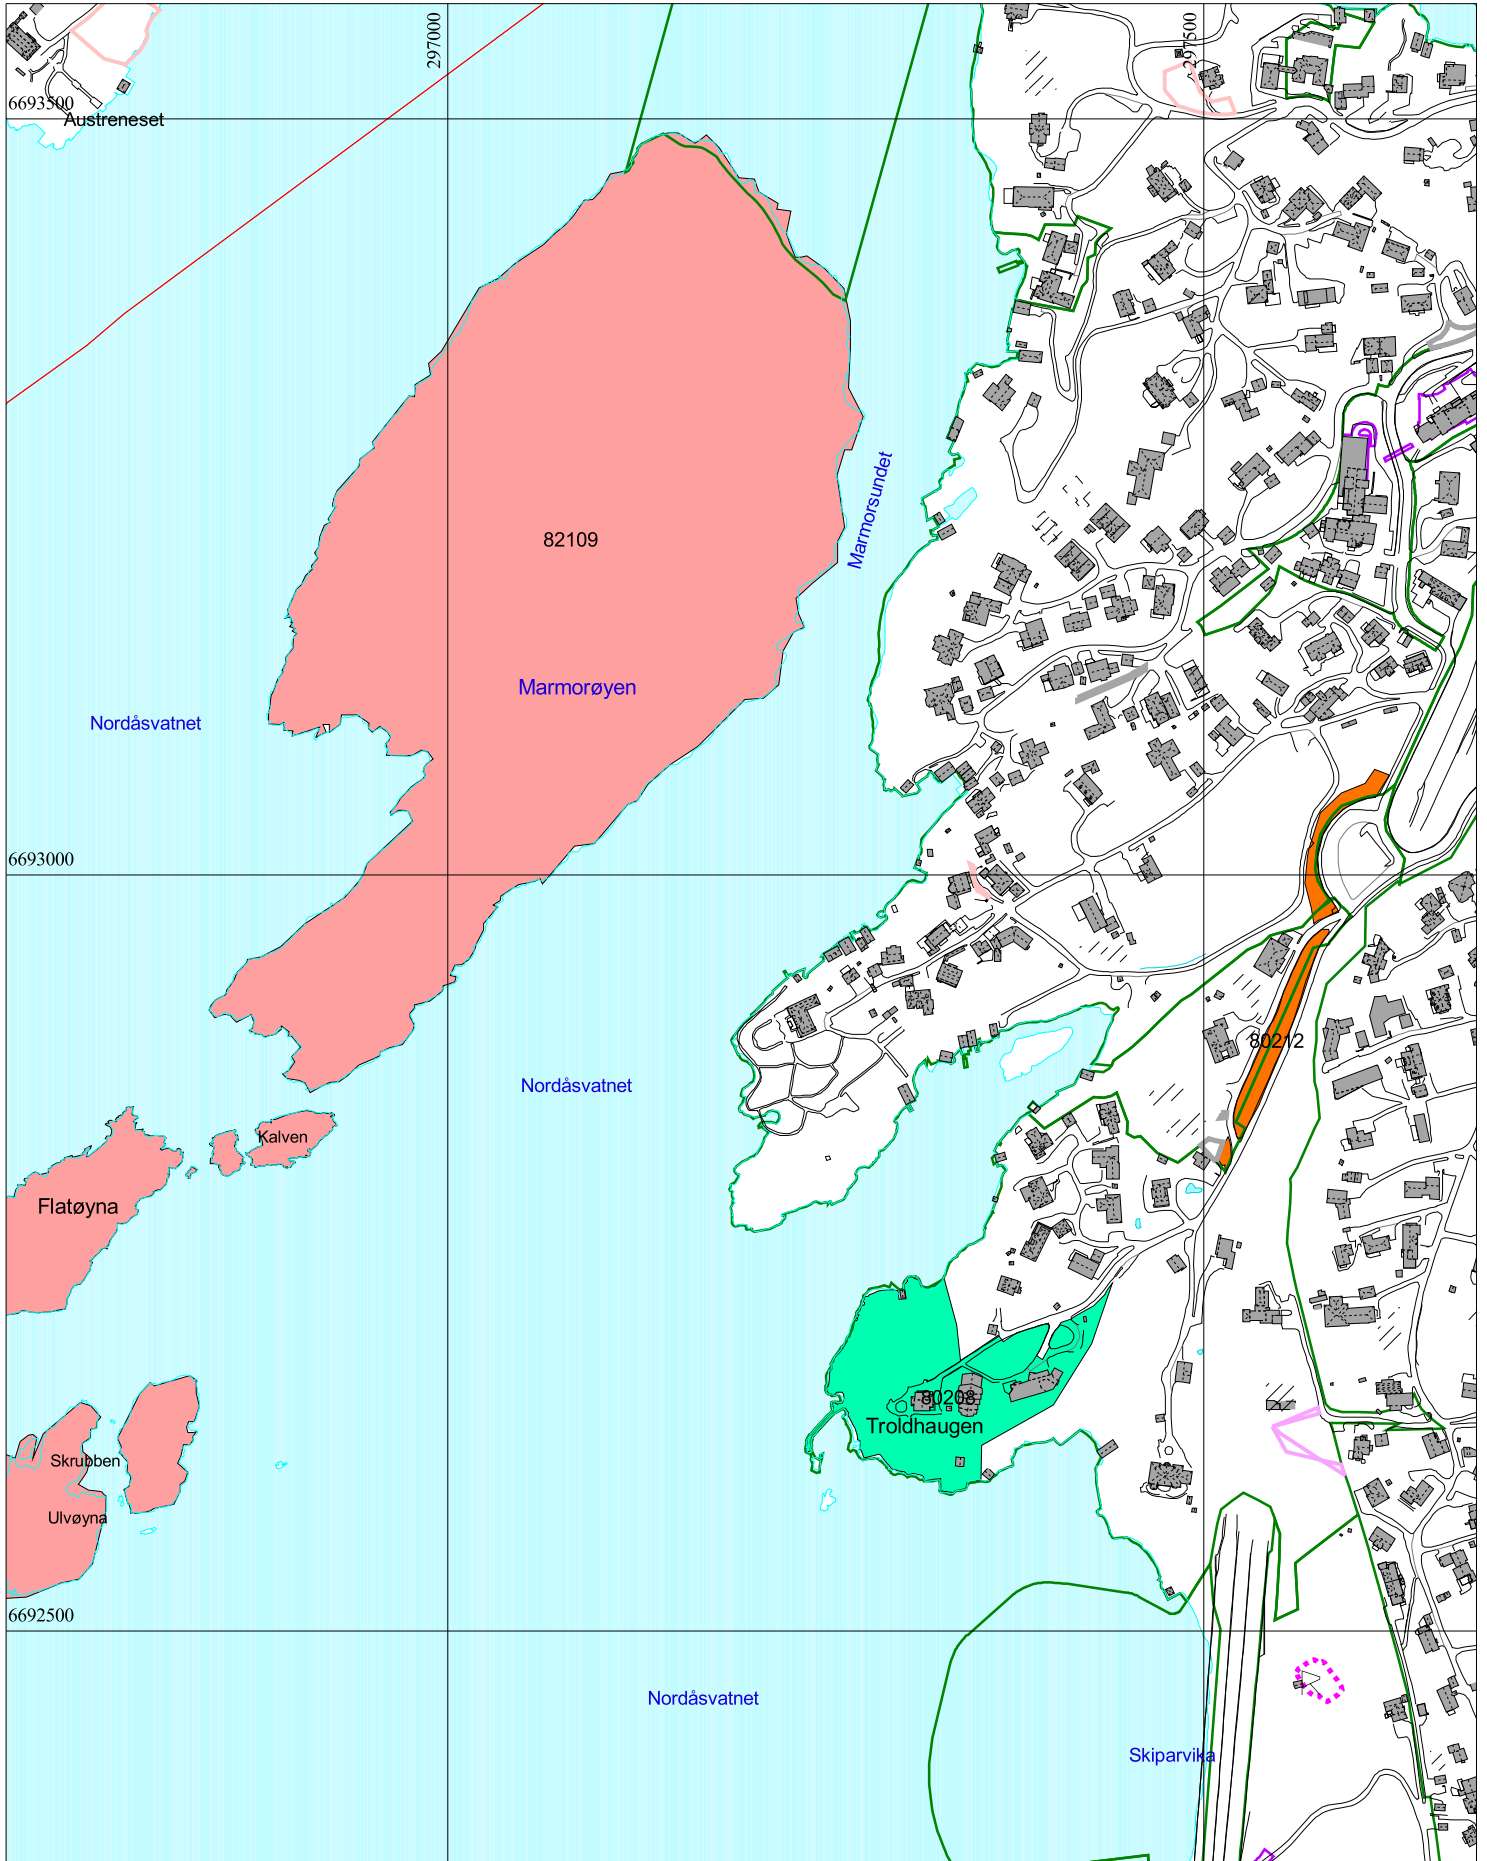 297000
297500
6693500
Austreneset
Marmorsundet
82109
Marmorøyen
Nordåsvatnet
6693000
80212
Nordåsvatnet
Kalven
Flatøyna
80208
Troldhaugen
Skrubben
Ulvøyna
6692500
Nordåsvatnet
Skiparvika